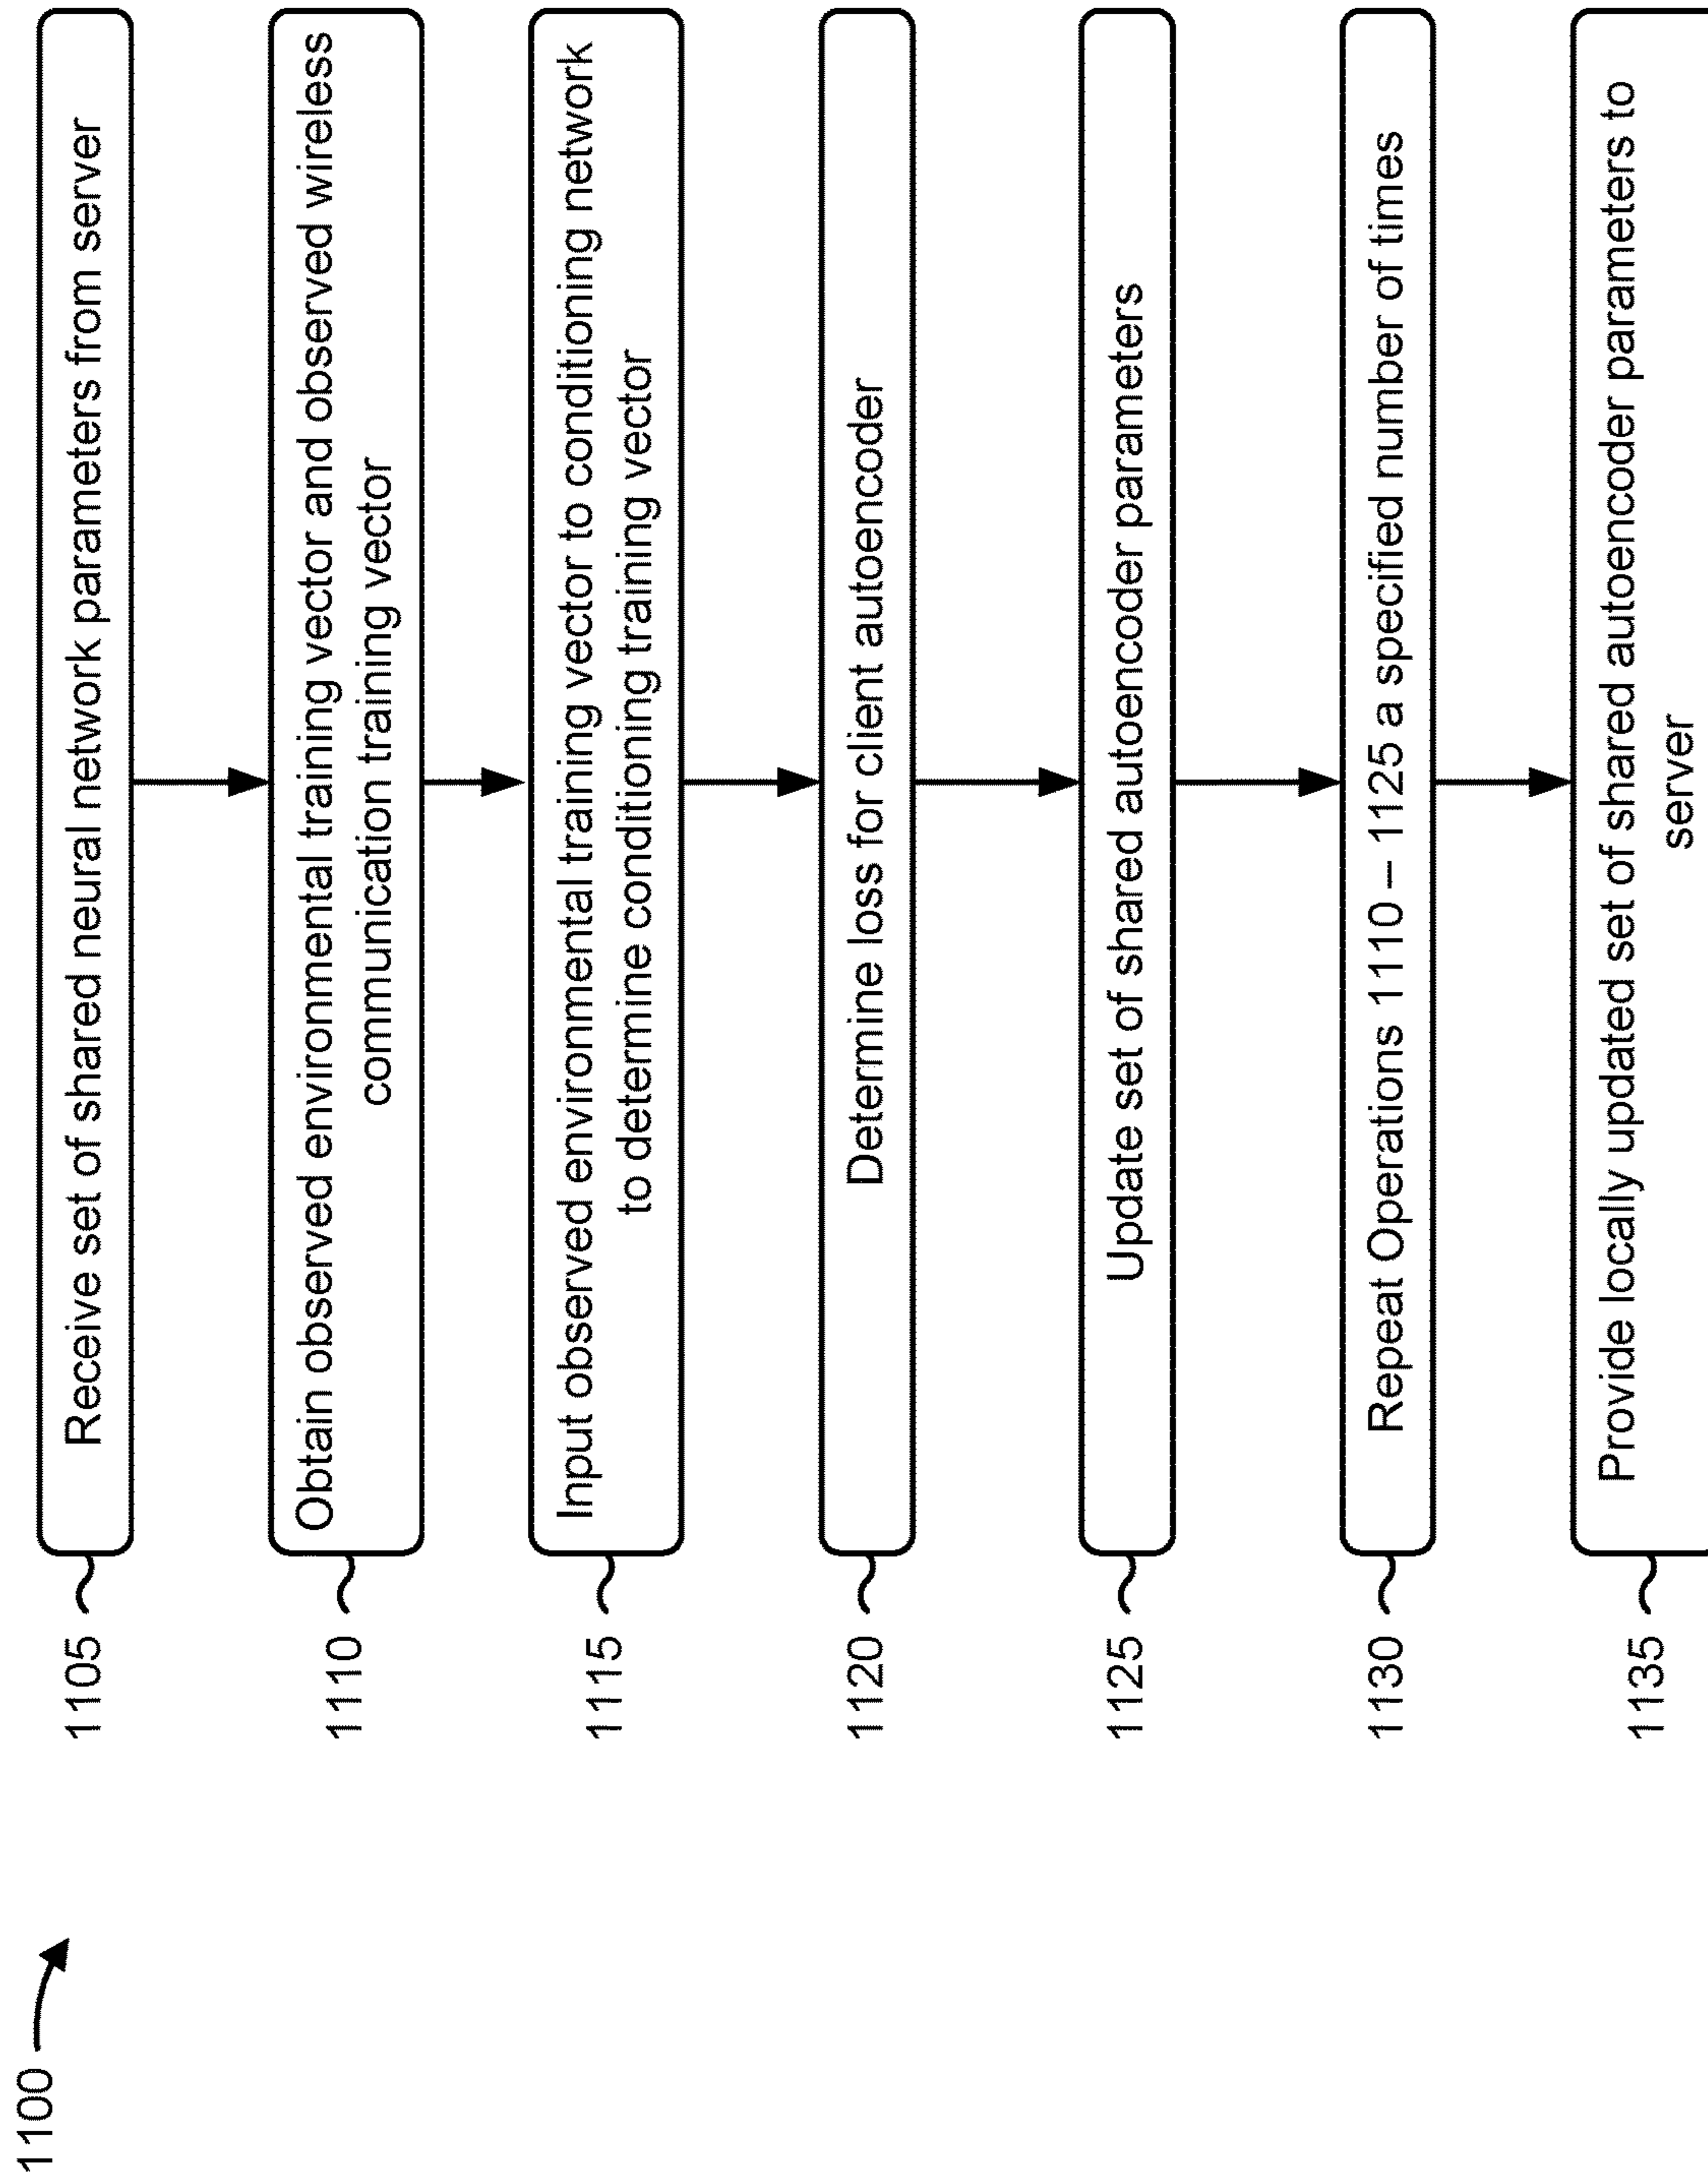 1100
1105
Receive set of shared neural network parameters from server
1110
Obtain observed environmental training vector and observed wireless
communication training vector
1115
Input observed environmental training vector to conditioning network
to determine conditioning training vector
1120
Determine loss for client autoencoder
1125
Update set of shared autoencoder parameters
1130
Repeat Operations 1110 – 1125 a specified number of times
1135
Provide locally updated set of shared autoencoder parameters to
server